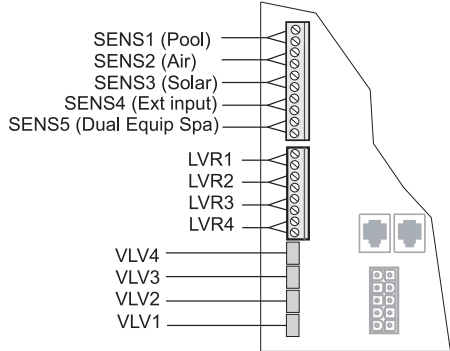 SENS1 (Pool)
SENS2 (Air)
SENS3 (Solar)
SENS4 (Ext input)
SENS5 (Dual Equip Spa)
LVR1
LVR2
LVR3
LVR4
VLV4
VLV3
VLV2
VLV1